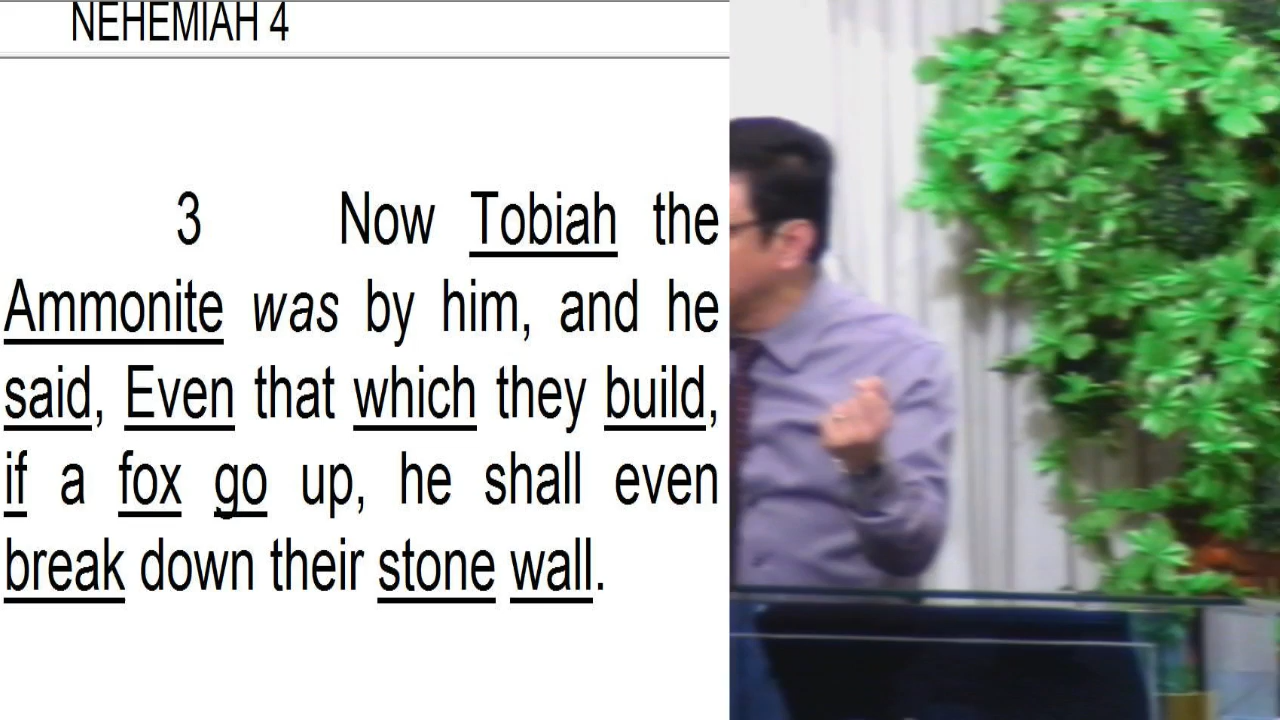 NEHEMIAH 4
3 Now Tobiah the
Ammonite was by him, and he
said, Even that which they build,
if a fox go up, he shall even
break down their stone wall.